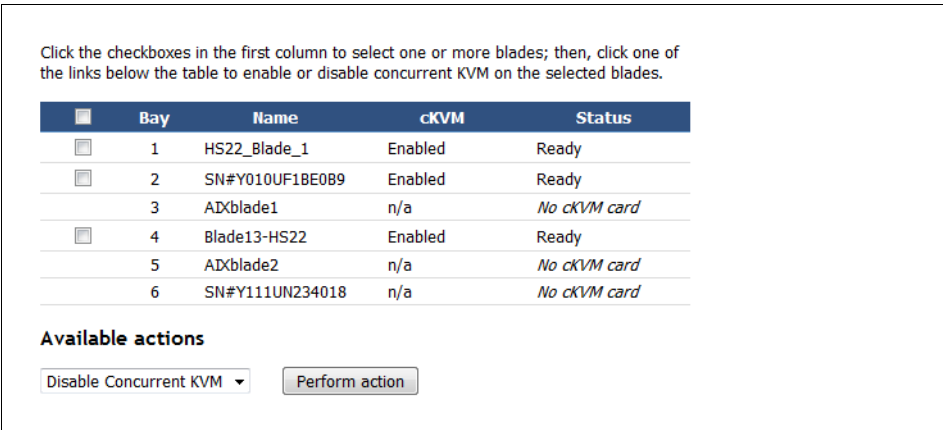 Click the checkboxes in the first column to select one or more blades; then, click one of
the links below the table to enable or disable concurrent KVM on the selected blades.
Bay Name cKVM Status
1 HS22_Blade_1 Enabled Ready
2 SN#Y010UF1BE0B9 Enabled Ready
3 AIXblade1 n/a No cKVM card
4 Blade13-HS22 Enabled Ready
5 AIXblade2 n/a No cKVM card
6 SN#Y111UN234018 n/a No cKVM card
Available actions
Disable Concurrent KVM Perform action